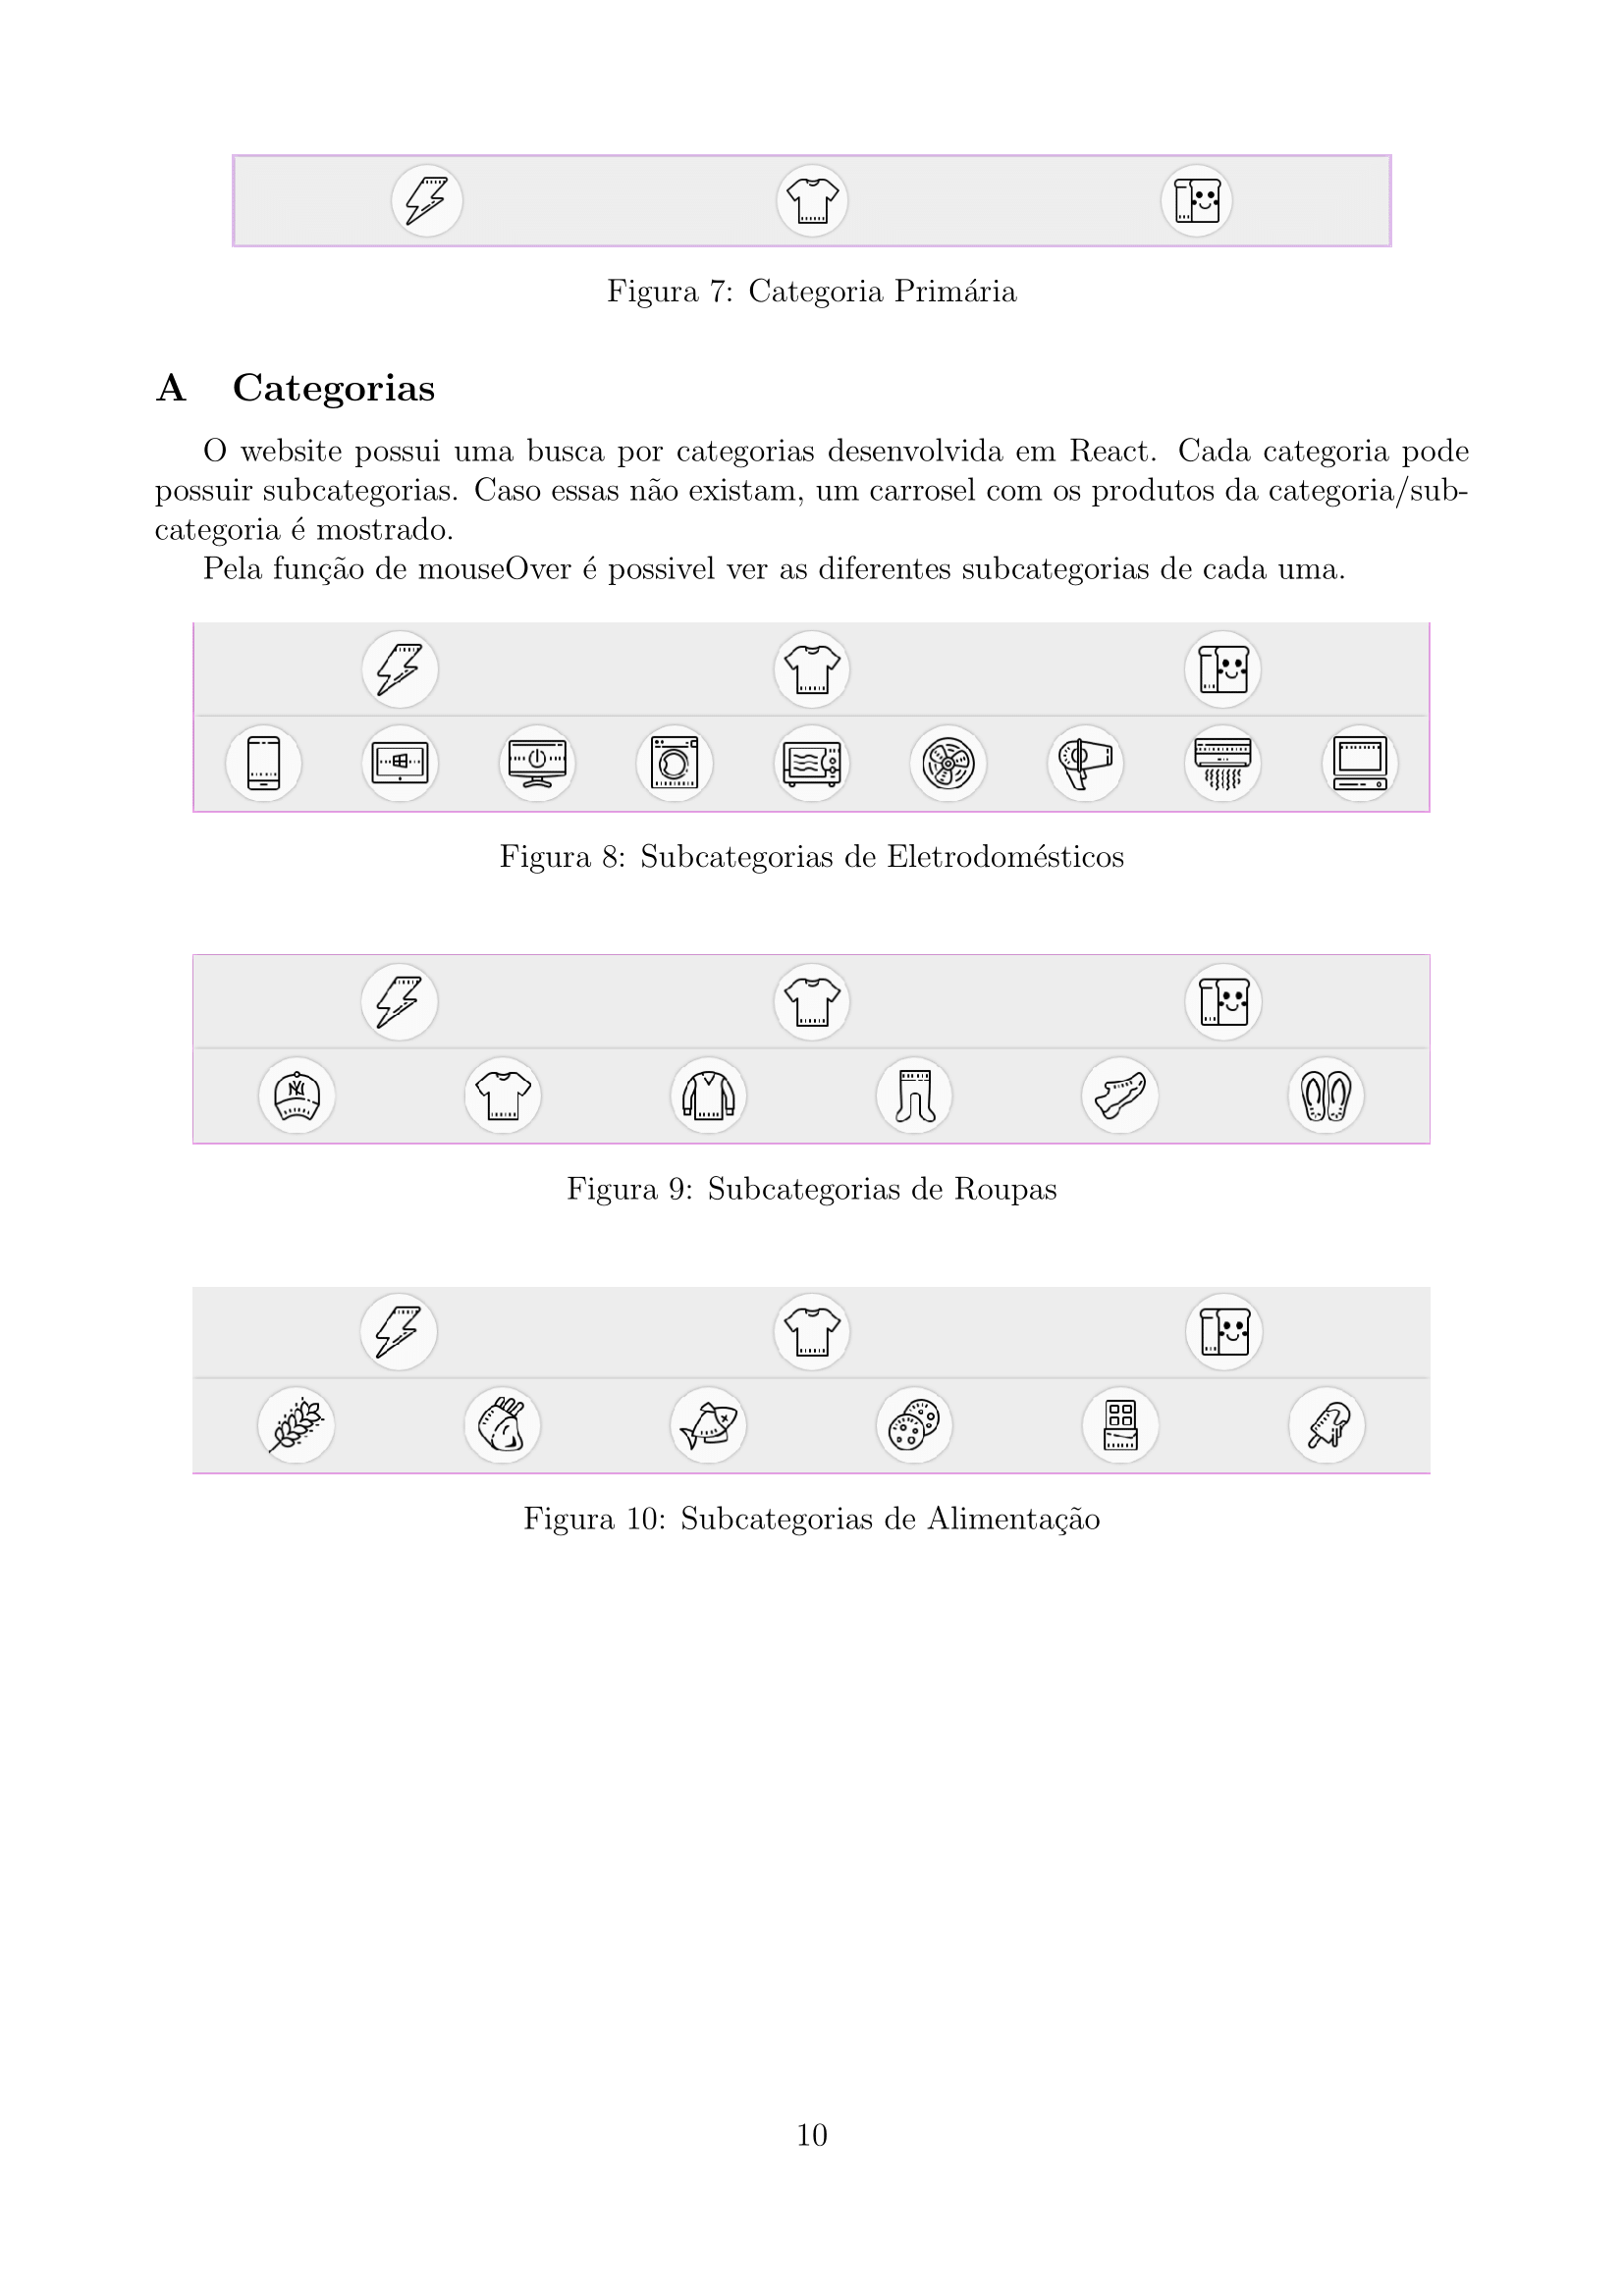 Figura 7: Categoria Primária
A Categorias
O website possui uma busca por categorias desenvolvida em React. Cada categoria pode
possuir subcategorias. Caso essas não existam, um carrosel com os produtos da categoria/sub-
categoria é mostrado.
Pela função de mouseOver é possivel ver as diferentes subcategorias de cada uma.
Figura 8: Subcategorias de Eletrodomésticos
NY
Figura 9: Subcategorias de Roupas
Figura 10: Subcategorias de Alimentação
10